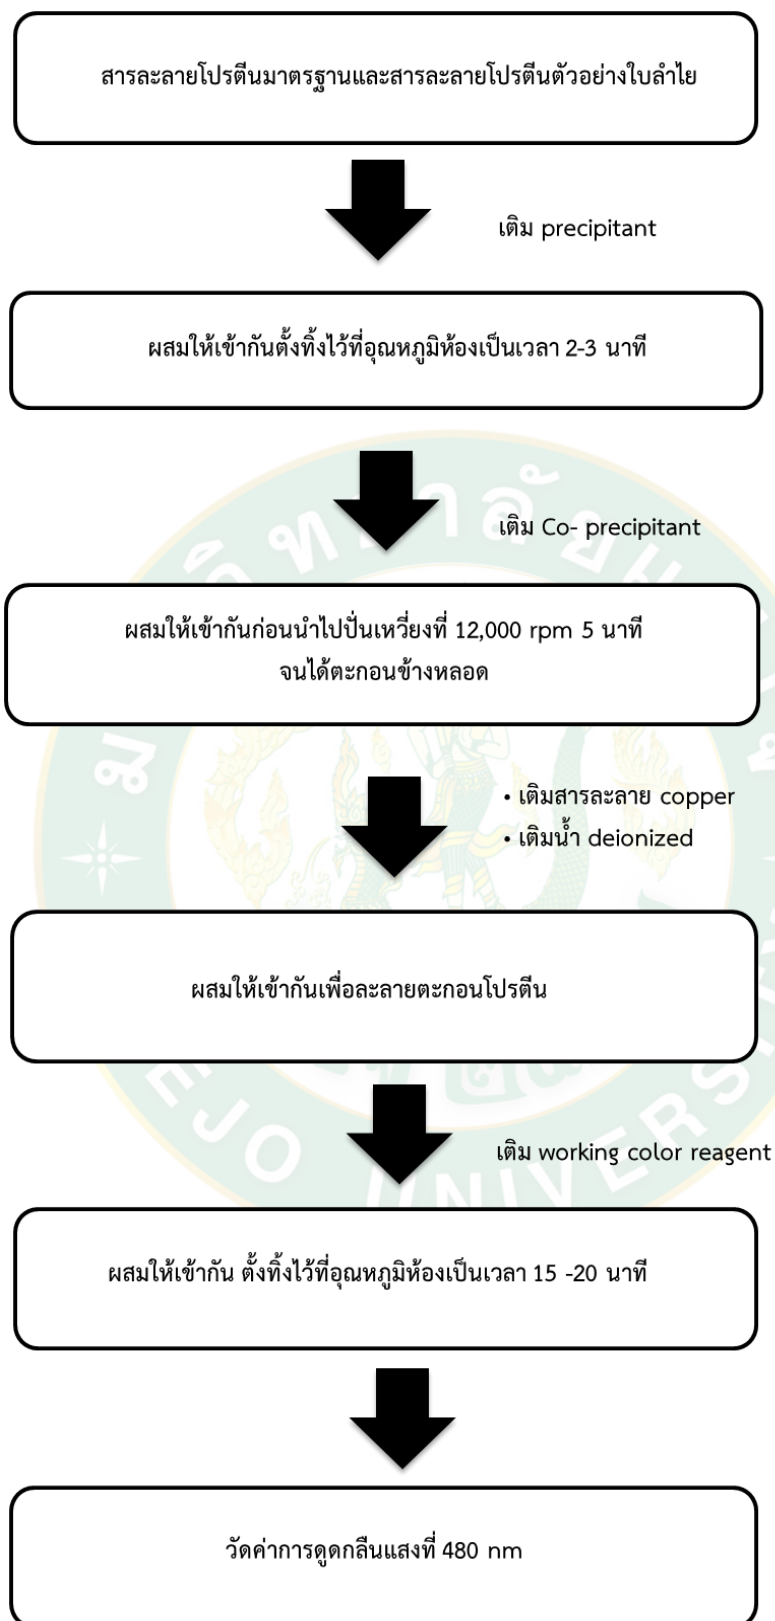 สารละลายโปรตีนมาตรฐานและสารละลายโปรตีนตัวอย่างใบลำไย
เติม precipitant
ผสมให้เข้ากันตั้งทิ้งไว้ที่อุณหภูมิห้องเป็นเวลา 2-3 นาที
เติม Co- precipitant
ผสมให้เข้ากันก่อนนำไปปั่นเหวี่ยงที่ 12,000 rpm 5 นาที
จนได้ตะกอนข้างหลอด
• เติมสารละลาย copper
• เติมน้ำ deionized
ผสมให้เข้ากันเพื่อละลายตะกอนโปรตีน
เติม working color reagent
ผสมให้เข้ากัน ตั้งทิ้งไว้ที่อุณหภูมิห้องเป็นเวลา 15 -20 นาที
วัดค่าการดูดกลืนแสงที่ 480 nm